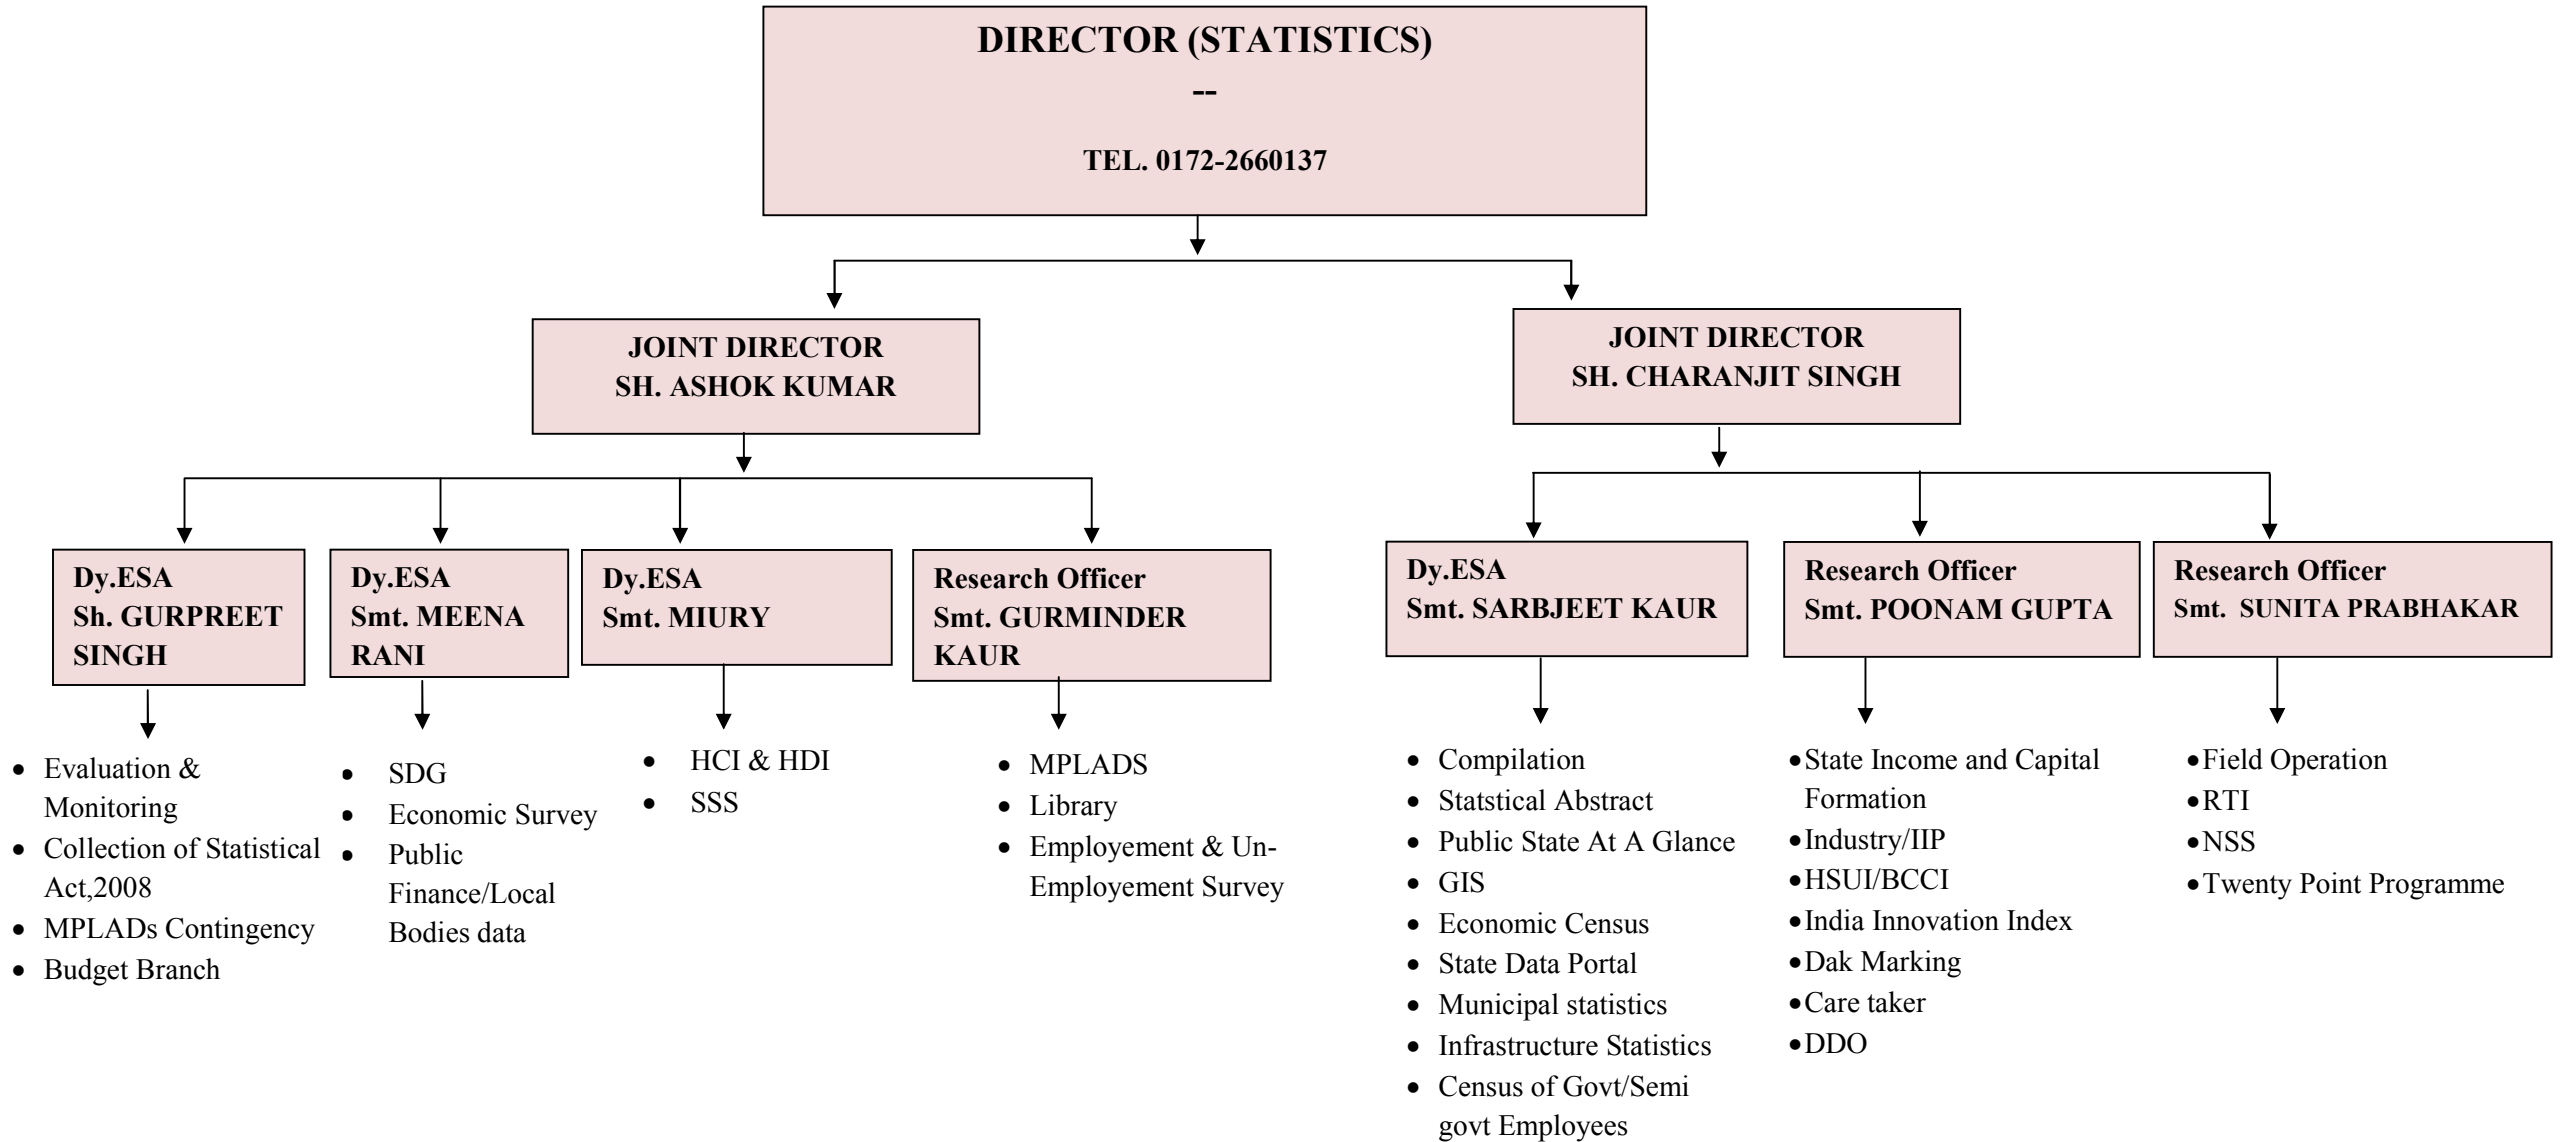 DIRECTOR (STATISTICS)
--
TEL. 0172-2660137
JOINT DIRECTOR
SH. ASHOK KUMAR
JOINT DIRECTOR
SH. CHARANJIT SINGH
Dy.ESA
Sh. GURPREET
SINGH
Dy.ESA
Smt. MEENA
RANI
Dy.ESA
Smt. MIURY
Research Officer
Smt. GURMINDER
KAUR
Dy.ESA
Smt. SARBJEET KAUR
Research Officer
Smt. POONAM GUPTA
Research Officer
Smt. SUNITA PRABHAKAR
• Evaluation &
Monitoring
• Collection of Statistical
Act,2008
• MPLADs Contingency
• Budget Branch
• SDG
• Economic Survey
• Public
Finance/Local
Bodies data
• HCI & HDI
• SSS
• MPLADS
• Library
• Employement & Un-
Employement Survey
• Compilation
• Statstical Abstract
• Public State At A Glance
• GIS
• Economic Census
• State Data Portal
• Municipal statistics
• Infrastructure Statistics
• Census of Govt/Semi
govt Employees
•State Income and Capital
Formation
•Industry/IIP
•HSUI/BCCI
•India Innovation Index
•Dak Marking
•Care taker
•DDO
•Field Operation
•RTI
•NSS
•Twenty Point Programme